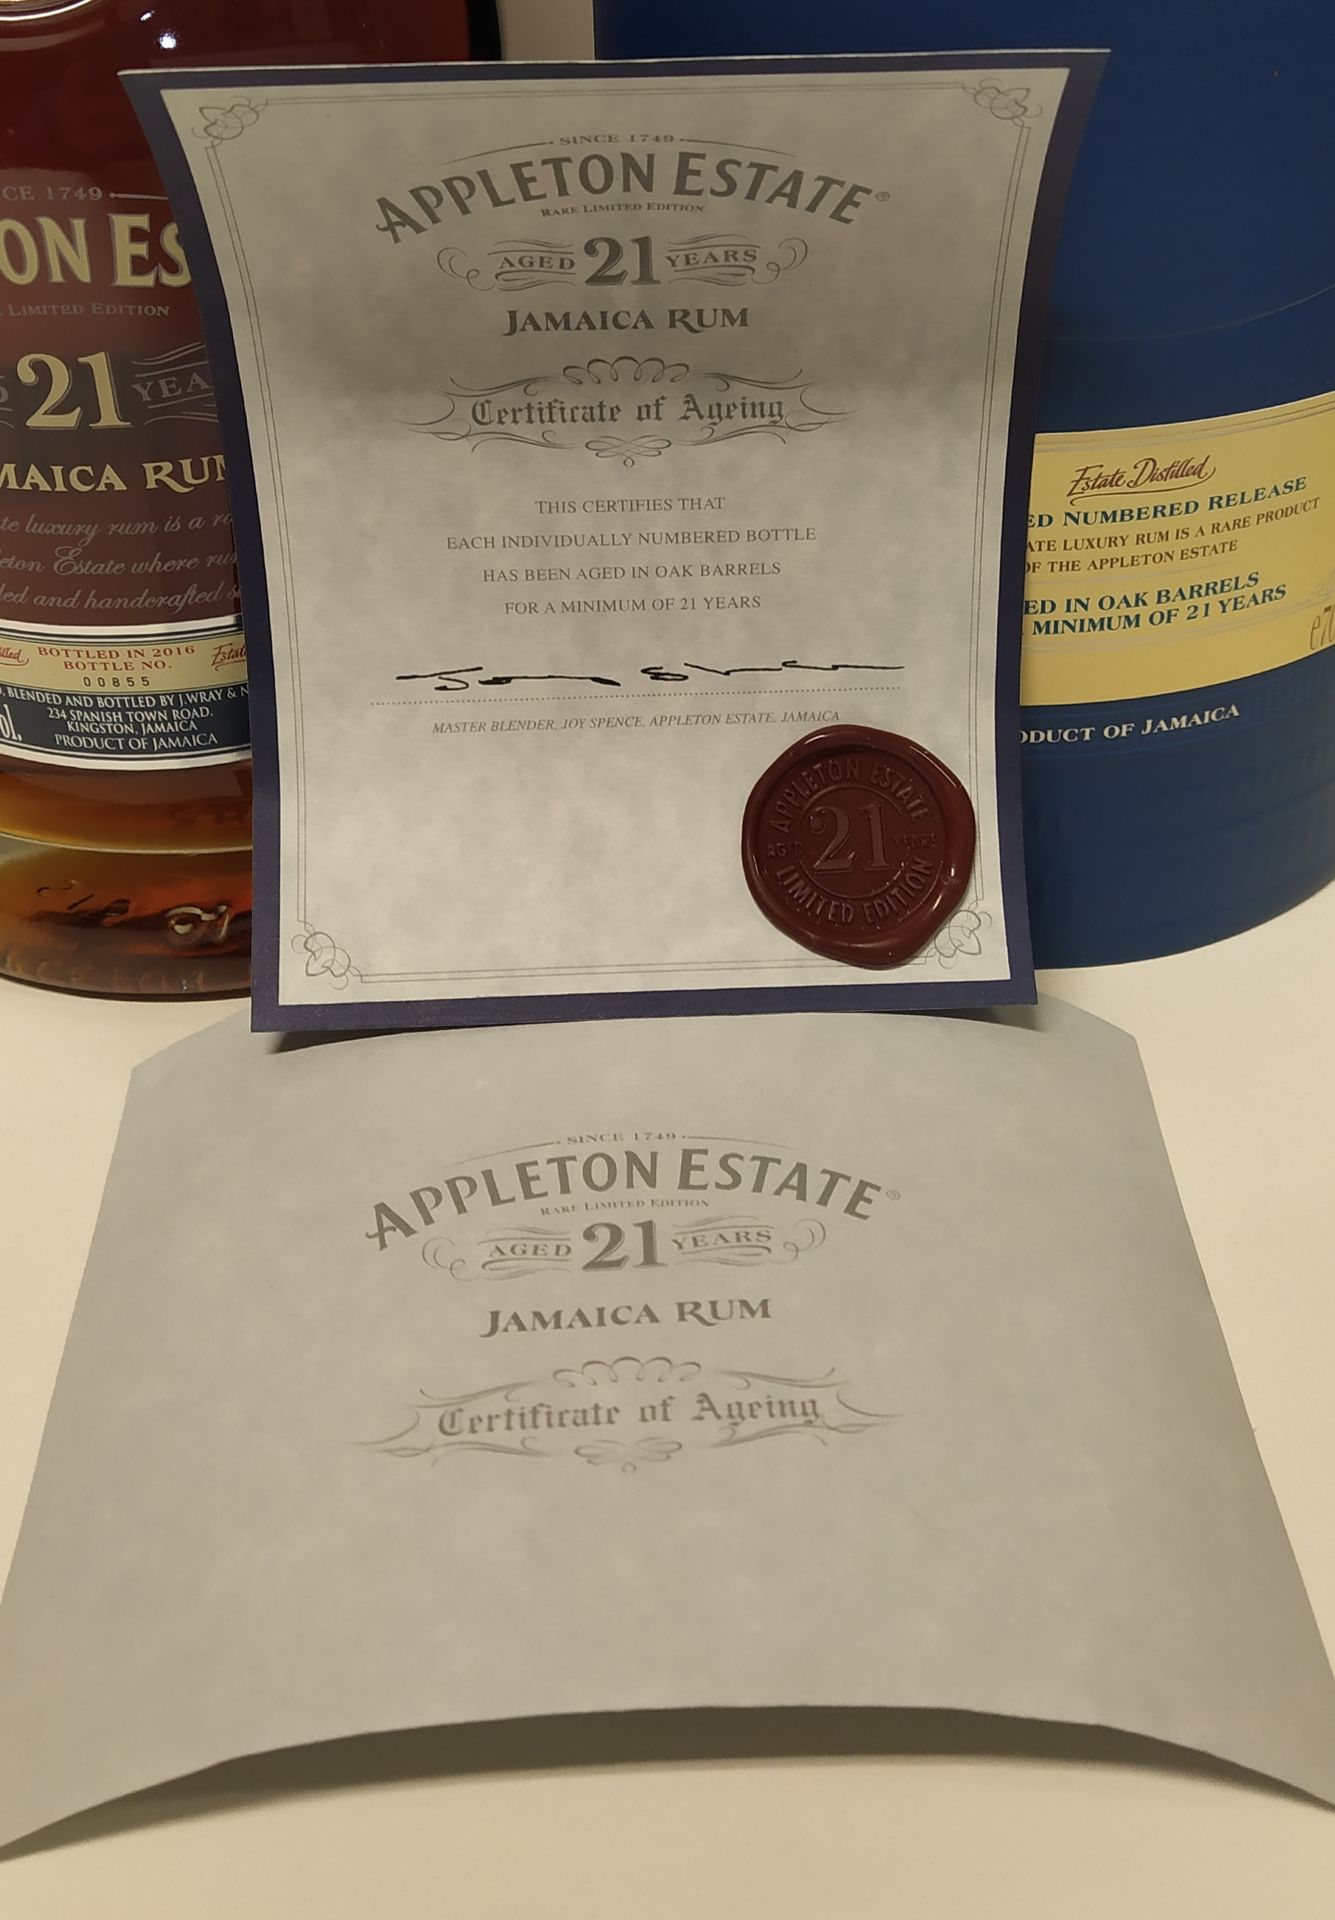 SINCE 1749
APPLETON ESTATE®
RARE LIMITED EDITION
AGED 21 YEARS
JAMAICA RUM
Certificate of Ageing
THIS CERTIFIES THAT
EACH INDIVIDUALLY NUMBERED BOTTLE
HAS BEEN AGED IN OAK BARRELS
FOR A MINIMUM OF 21 YEARS
MASTER BLENDER, JOY SPENCE, APPLETON ESTATE, JAMAICA
APPLETON ESTATE
AGED 21 YEARS
LIMITED EDITION
CE 1749
ON ES
LIMITED EDITION
21 YEA
MAICA RUM
te luxury rum is a ra
leton Estate where rum
ded and handcrafted
BOTTLED IN 2016
BOTTLE NO.
00855
BLENDED AND BOTTLED BY J.WRAY & N
234 SPANISH TOWN ROAD,
KINGSTON, JAMAICA
PRODUCT OF JAMAICA
Estate Distilled
ED NUMBERED RELEASE
ATE LUXURY RUM IS A RARE PRODUCT
OF THE APPLETON ESTATE
ED IN OAK BARRELS
MINIMUM OF 21 YEARS
ODUCT OF JAMAICA
SINCE 1749
APPLETON ESTATE®
RARE LIMITED EDITION
AGED 21 YEARS
JAMAICA RUM
Certificate of Ageing